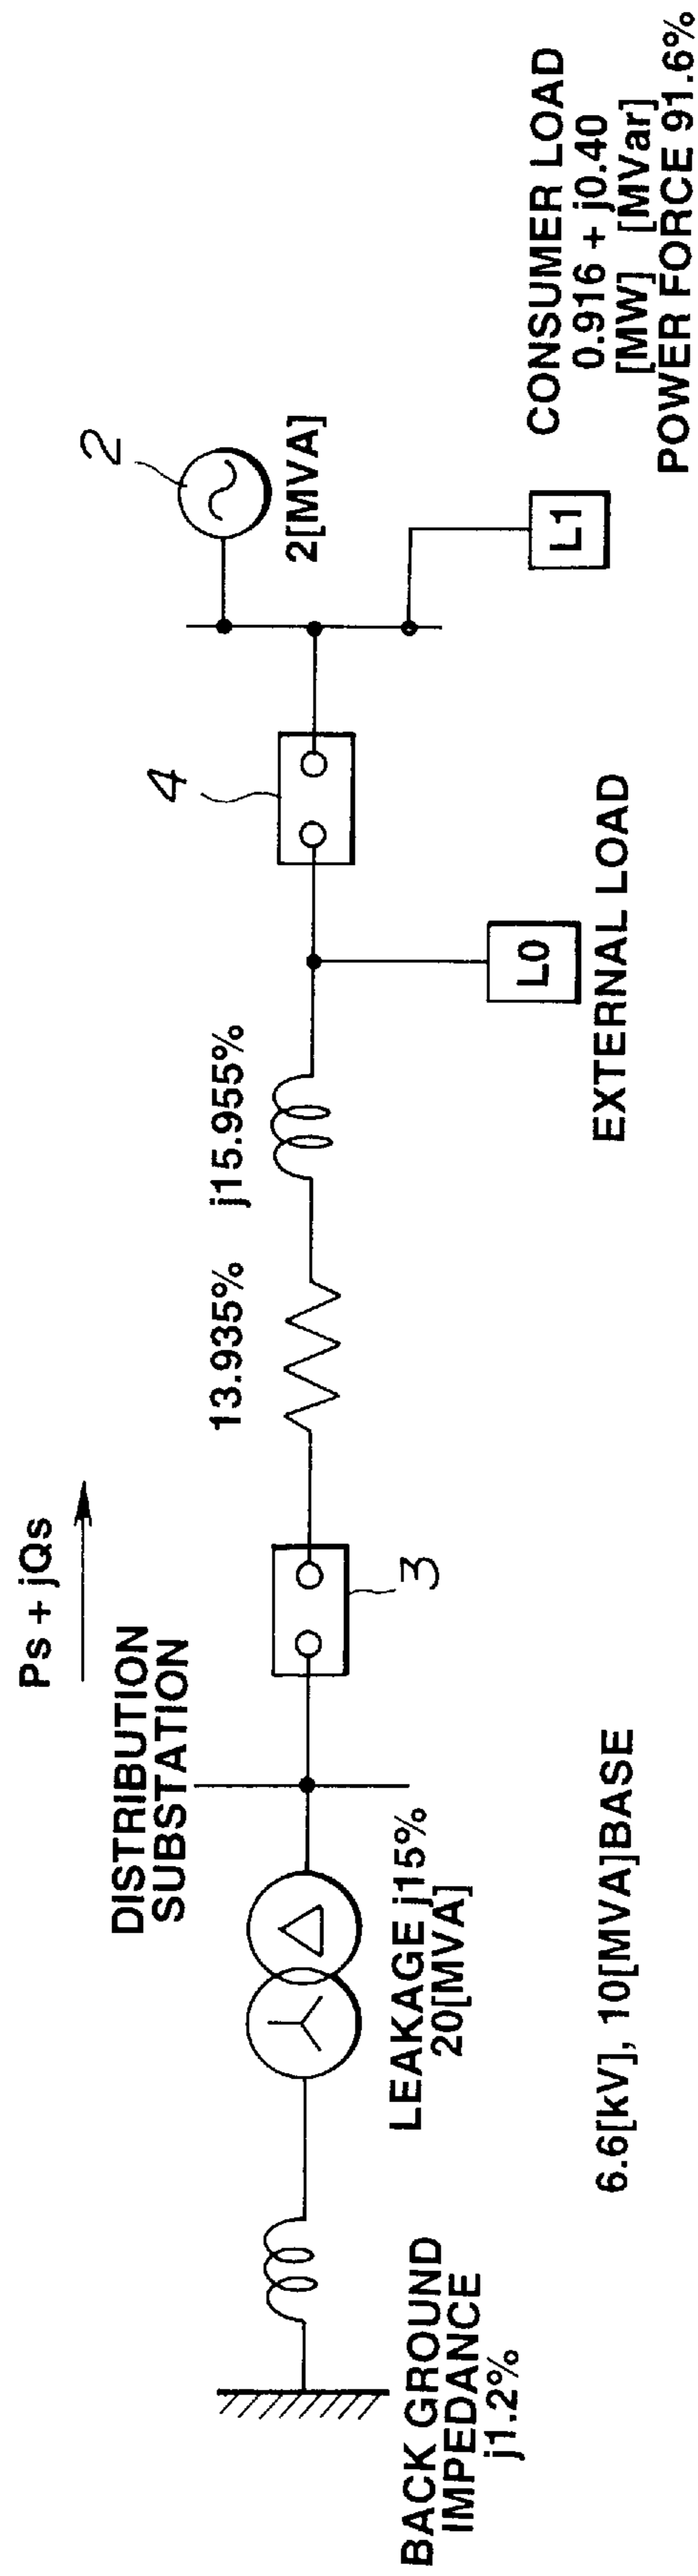 Ps + jQs
DISTRIBUTION
SUBSTATION
BACK GROUND
IMPEDANCE
j1.2%
LEAKAGE j15%
20[MVA]
3
13.935%
j15.955%
L0
EXTERNAL LOAD
4
2
2[MVA]
L1
CONSUMER LOAD
0.916 + j0.40
[MW] [MVar]
POWER FORCE 91.6%
6.6[kV], 10[MVA]BASE